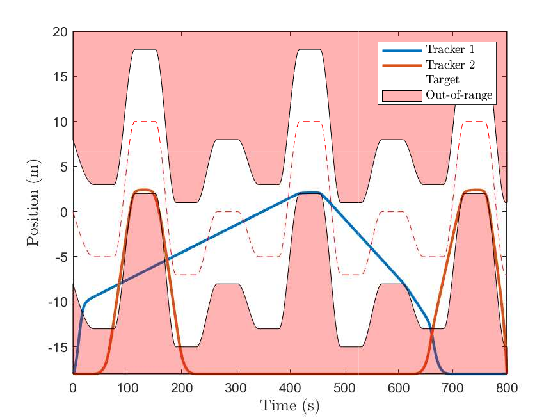 20
15
10
5
0
-5
-10
-15
Position (m)
0 100 200 300 400 500 600 700 800
Time (s)
Tracker 1
Tracker 2
Target
Out-of-range